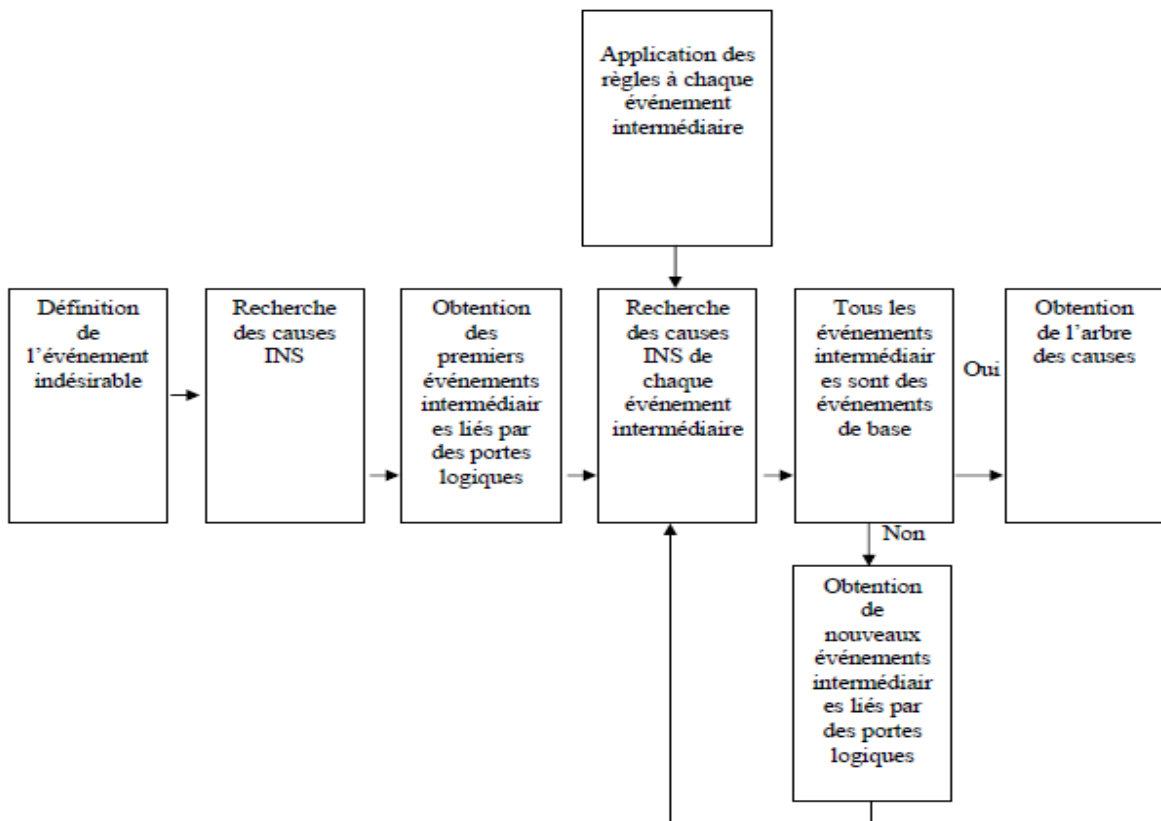 Application des
règles à chaque
événement
intermédiaire
Définition
de
l'événement
indésirable
Recherche
des causes
INS
Obtention
des
premiers
événements
intermédiair
es liés par
des portes
logiques
Recherche
des causes
INS de
chaque
événement
intermédiaire
Tous les
événements
intermédiair
es sont des
événements
de base
Oui
Obtention
de l'arbre
des causes
Non
Obtention
de
nouveaux
événements
intermédiair
es liés par
des portes
logiques